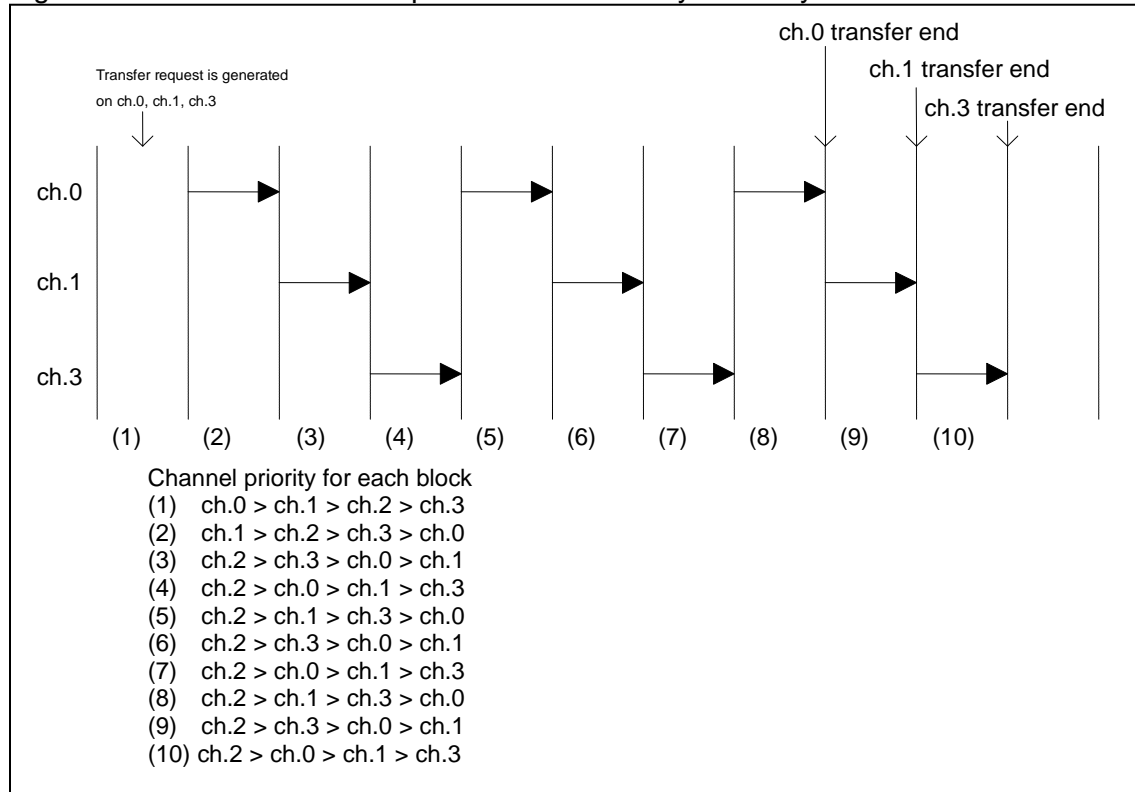 ch.0 transfer end
Transfer request is generated
on ch.0, ch.1, ch.3
ch.1 transfer end
ch.3 transfer end
ch.0
ch.1
ch.3
(1) (2) (3) (4) (5) (6) (7) (8) (9) (10)
Channel priority for each block
(1) ch.0 > ch.1 > ch.2 > ch.3
(2) ch.1 > ch.2 > ch.3 > ch.0
(3) ch.2 > ch.3 > ch.0 > ch.1
(4) ch.2 > ch.0 > ch.1 > ch.3
(5) ch.2 > ch.1 > ch.3 > ch.0
(6) ch.2 > ch.3 > ch.0 > ch.1
(7) ch.2 > ch.0 > ch.1 > ch.3
(8) ch.2 > ch.1 > ch.3 > ch.0
(9) ch.2 > ch.3 > ch.0 > ch.1
(10) ch.2 > ch.0 > ch.1 > ch.3